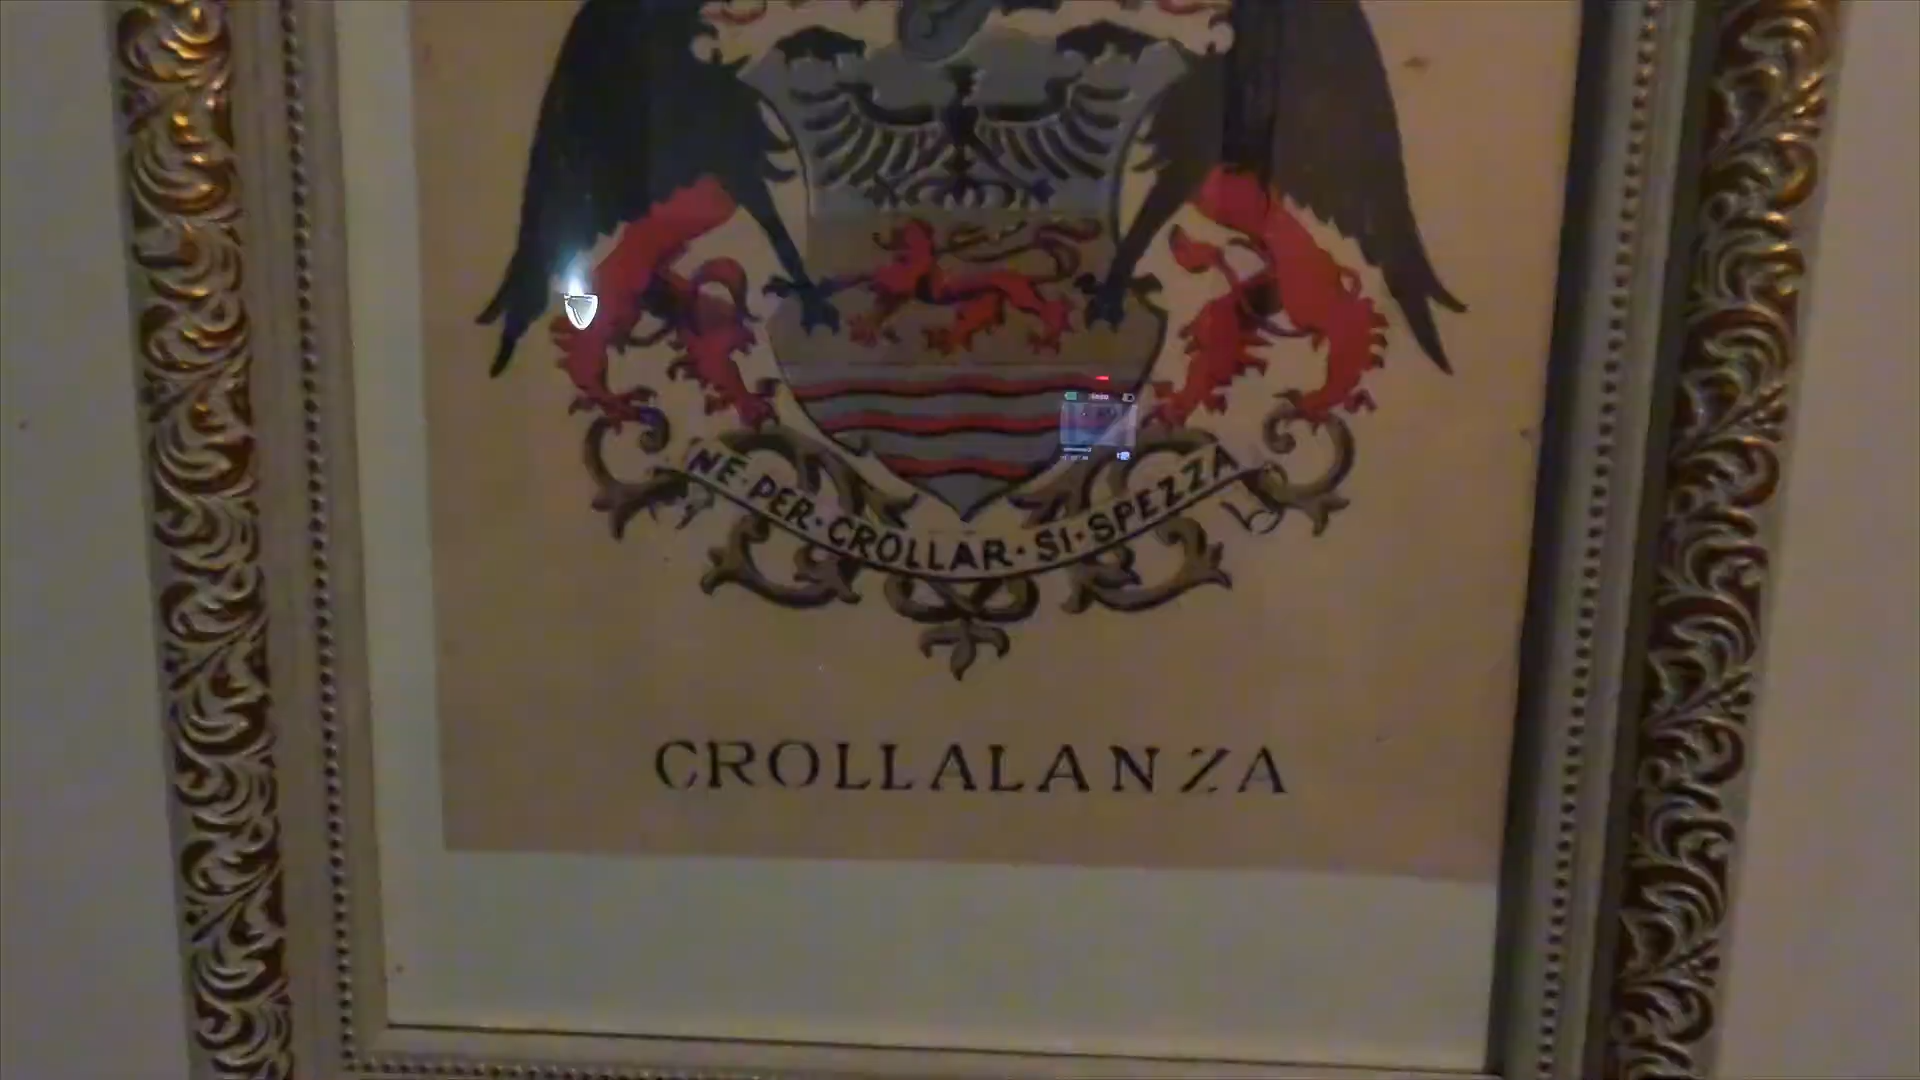 NE · PER · CROLLAR · SI · SPEZZA
CROLLALANZA